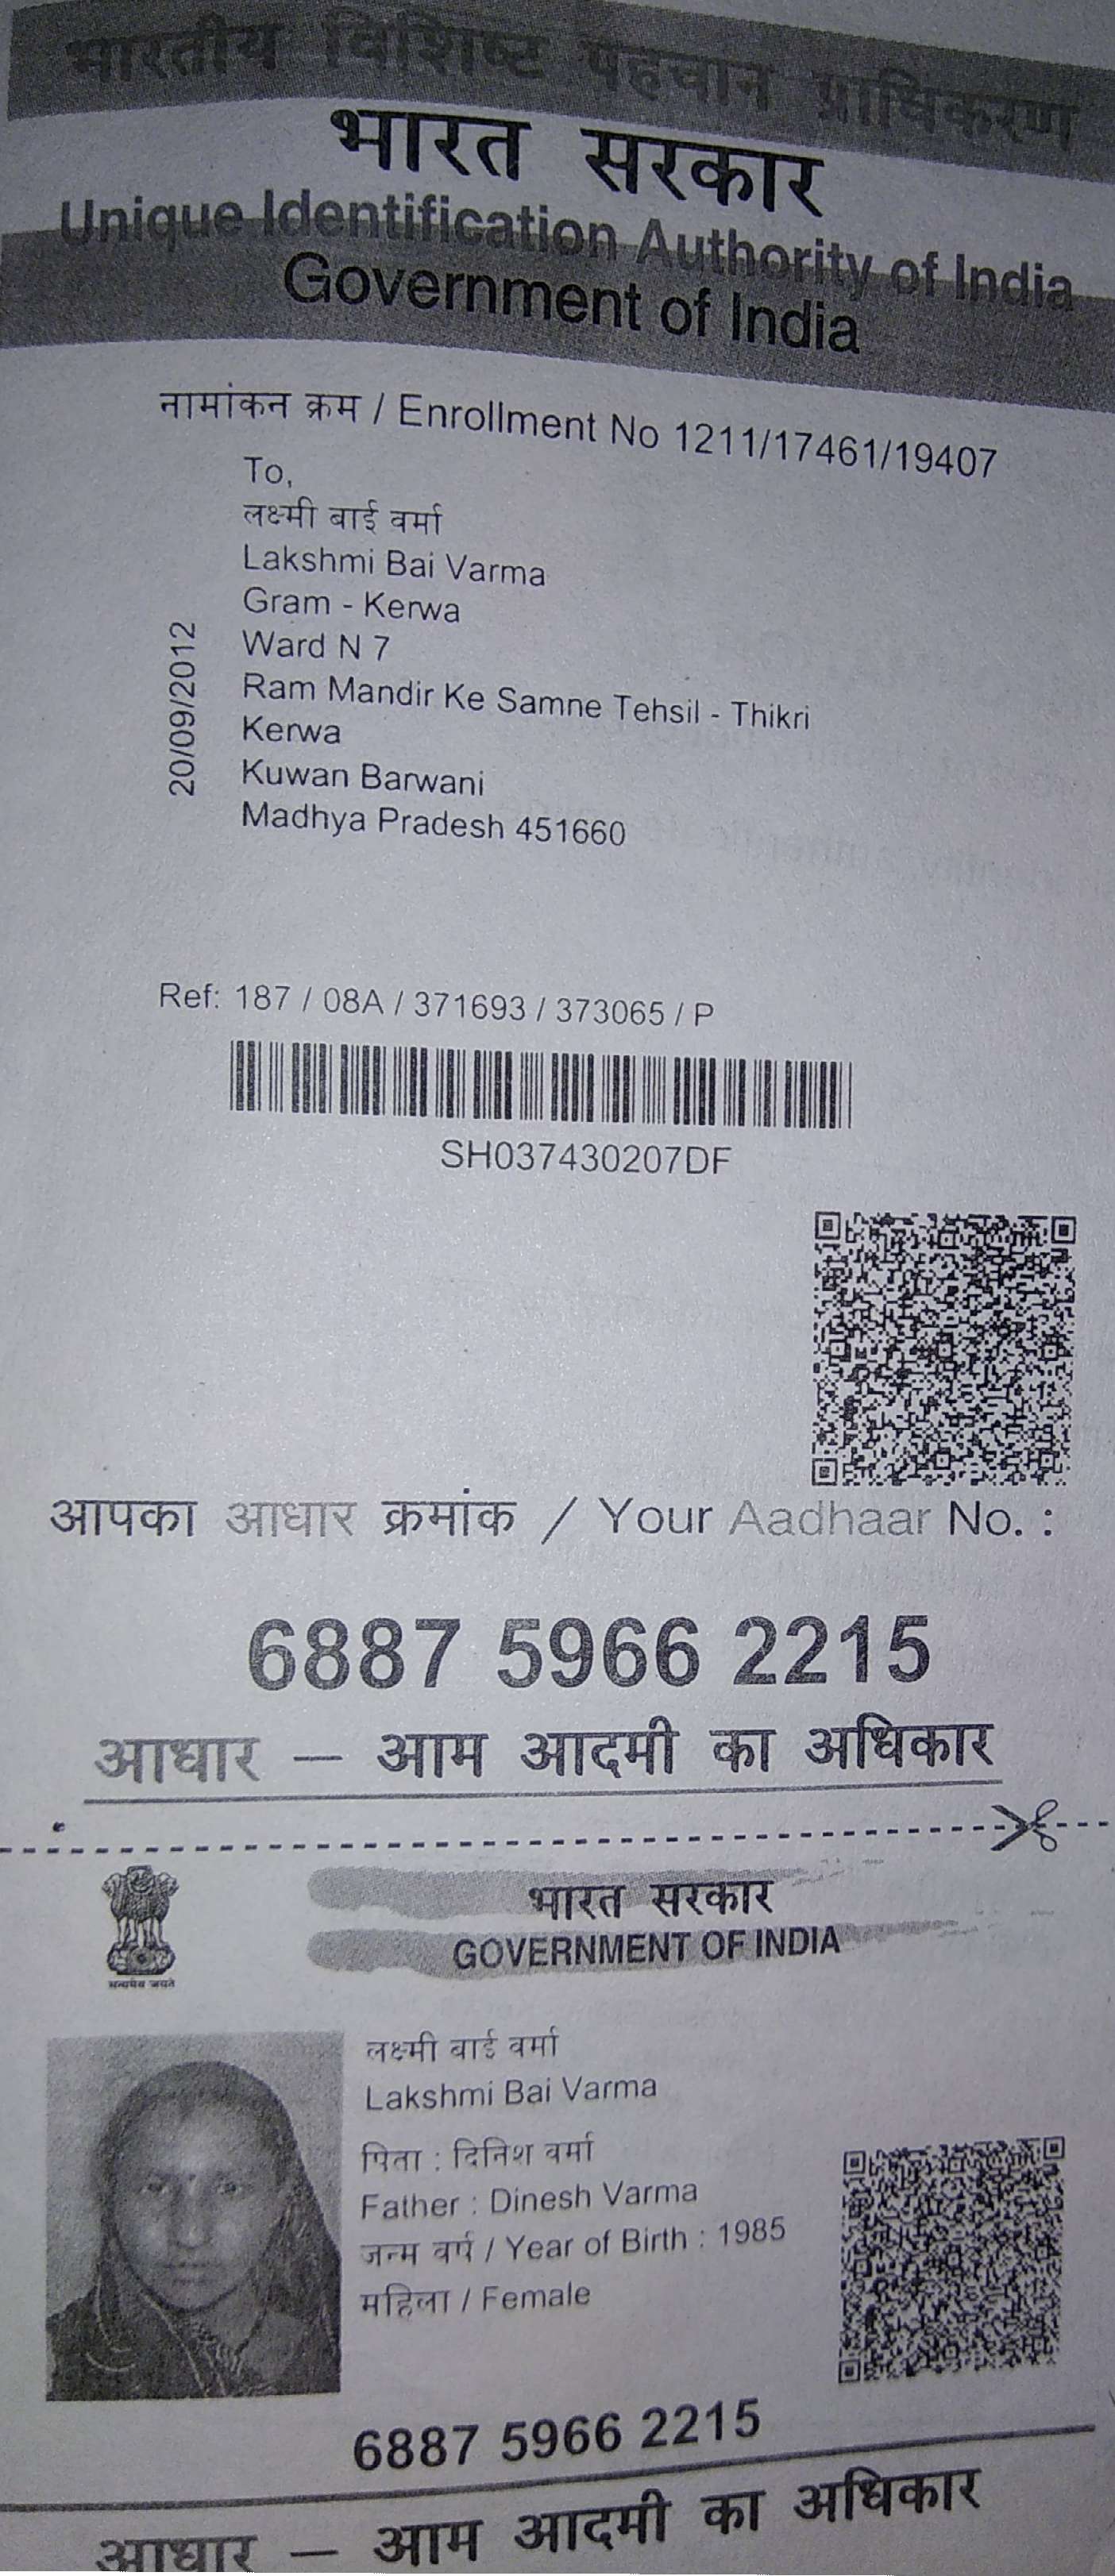 भारतीय विशिष्ट पहचान प्राधिकरण
भारत सरकार
Unique Identification Authority of India
Government of India
नामांकन क्रम / Enrollment No 1211/17461/19407
To,
लक्ष्मी बाई वर्मा
Lakshmi Bai Varma
Gram - Kerwa
Ward N 7
Ram Mandir Ke Samne Tehsil - Thikri
Kerwa
Kuwan Barwani
Madhya Pradesh 451660
20/09/2012
Ref: 187 / 08A / 371693 / 373065 / P
SH037430207DF
आपका आधार क्रमांक / Your Aadhaar No. :
6887 5966 2215
आधार — आम आदमी का अधिकार
भारत सरकार
GOVERNMENT OF INDIA
सत्यमेव जयते
लक्ष्मी बाई वर्मा
Lakshmi Bai Varma
पिता : दिनिश वर्मा
Father : Dinesh Varma
जन्म वर्ष / Year of Birth : 1985
महिला / Female
6887 5966 2215
आधार — आम आदमी का अधिकार